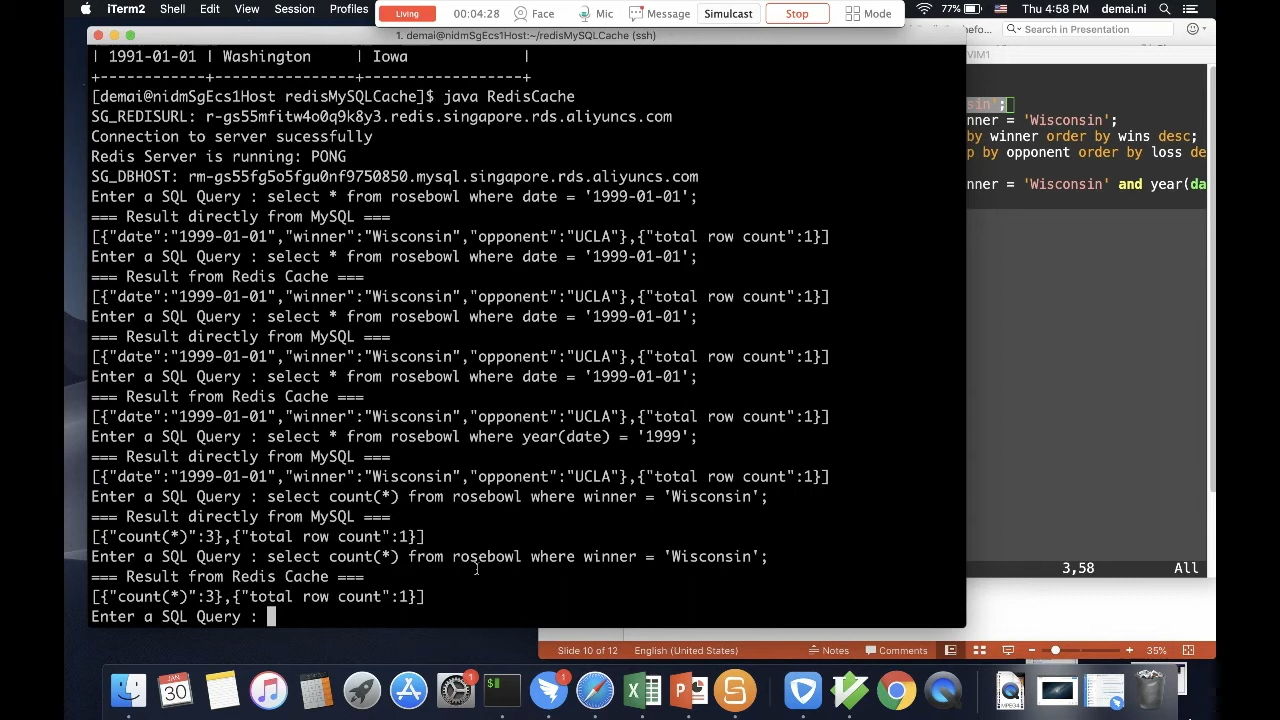 iTerm2 Shell Edit View Session Profiles
Living 00:04:28 Face Mic Message Simulcast Stop Mode
77% Thu 4:58 PM demai.ni
1. demai@nidmSgEcs1Host:~/redisMySQLCache (ssh)
Search in Presentation
VIM1
| 1991-01-01 | Washington | Iowa |
+------------+----------------+------------------+
[demai@nidmSgEcs1Host redisMySQLCache]$ java RedisCache
SG_REDISURL: r-gs55mfitw4o0q9k8y3.redis.singapore.rds.aliyuncs.com
Connection to server sucessfully
Redis Server is running: PONG
SG_DBHOST: rm-gs55fg5o5fgu0nf9750850.mysql.singapore.rds.aliyuncs.com
Enter a SQL Query : select * from rosebowl where date = '1999-01-01';
=== Result directly from MySQL ===
[{"date":"1999-01-01","winner":"Wisconsin","opponent":"UCLA"},{"total row count":1}]
Enter a SQL Query : select * from rosebowl where date = '1999-01-01';
=== Result from Redis Cache ===
[{"date":"1999-01-01","winner":"Wisconsin","opponent":"UCLA"},{"total row count":1}]
Enter a SQL Query : select * from rosebowl where date = '1999-01-01';
=== Result directly from MySQL ===
[{"date":"1999-01-01","winner":"Wisconsin","opponent":"UCLA"},{"total row count":1}]
Enter a SQL Query : select * from rosebowl where date = '1999-01-01';
=== Result from Redis Cache ===
[{"date":"1999-01-01","winner":"Wisconsin","opponent":"UCLA"},{"total row count":1}]
Enter a SQL Query : select * from rosebowl where year(date) = '1999';
=== Result directly from MySQL ===
[{"date":"1999-01-01","winner":"Wisconsin","opponent":"UCLA"},{"total row count":1}]
Enter a SQL Query : select count(*) from rosebowl where winner = 'Wisconsin';
=== Result directly from MySQL ===
[{"count(*)":3},{"total row count":1}]
Enter a SQL Query : select count(*) from rosebowl where winner = 'Wisconsin';
=== Result from Redis Cache ===
[{"count(*)":3},{"total row count":1}]
Enter a SQL Query :
sin';
nner = 'Wisconsin';
by winner order by wins desc;
p by opponent order by loss de
nner = 'Wisconsin' and year(da
3,58 All
Slide 10 of 12 English (United States) Notes Comments 35%
JAN
30